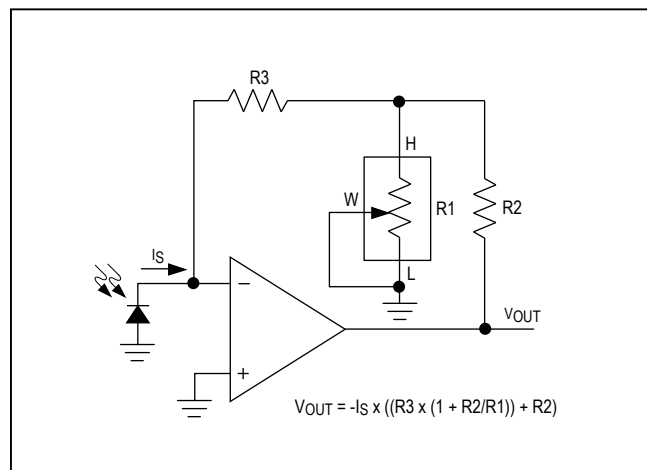 R3
H
W
R1
R2
L
IS
−
+
VOUT
VOUT = -IS x ((R3 x (1 + R2/R1)) + R2)